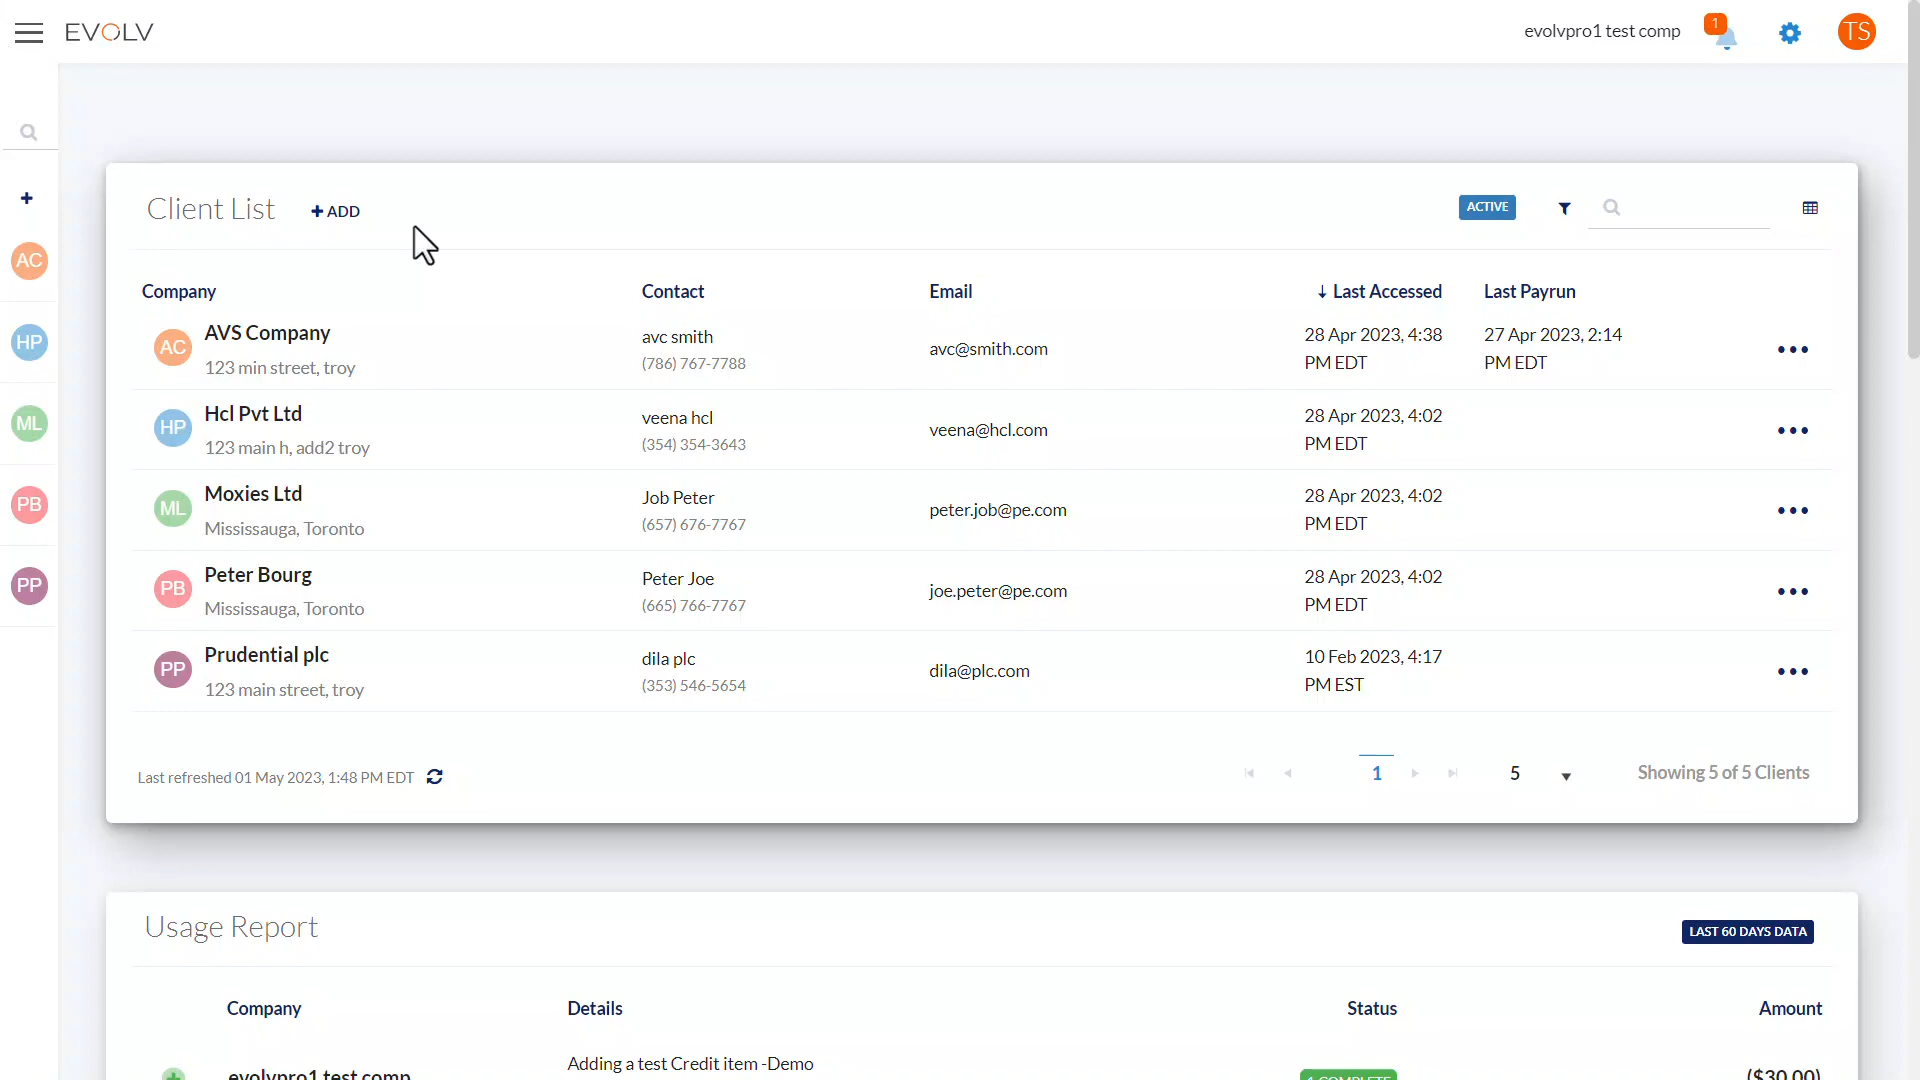 EVOLV
evolvpro1 test comp
1
TS
Client List
+ ADD
ACTIVE
Company
Contact
Email
↓ Last Accessed
Last Payrun
AC
AC
AVS Company
123 min street, troy
avc smith
(786) 767-7788
avc@smith.com
28 Apr 2023, 4:38
PM EDT
27 Apr 2023, 2:14
PM EDT
HP
HP
Hcl Pvt Ltd
123 main h, add2 troy
veena hcl
(354) 354-3643
veena@hcl.com
28 Apr 2023, 4:02
PM EDT
ML
ML
Moxies Ltd
Mississauga, Toronto
Job Peter
(657) 676-7767
peter.job@pe.com
28 Apr 2023, 4:02
PM EDT
PB
PB
Peter Bourg
Mississauga, Toronto
Peter Joe
(665) 766-7767
joe.peter@pe.com
28 Apr 2023, 4:02
PM EDT
PP
PP
Prudential plc
123 main street, troy
dila plc
(353) 546-5654
dila@plc.com
10 Feb 2023, 4:17
PM EST
Last refreshed 01 May 2023, 1:48 PM EDT
1
5
Showing 5 of 5 Clients
Usage Report
LAST 60 DAYS DATA
Company
Details
Status
Amount
evolvpro1 test comp
Adding a test Credit item -Demo
1 COMPLETE
($30.00)